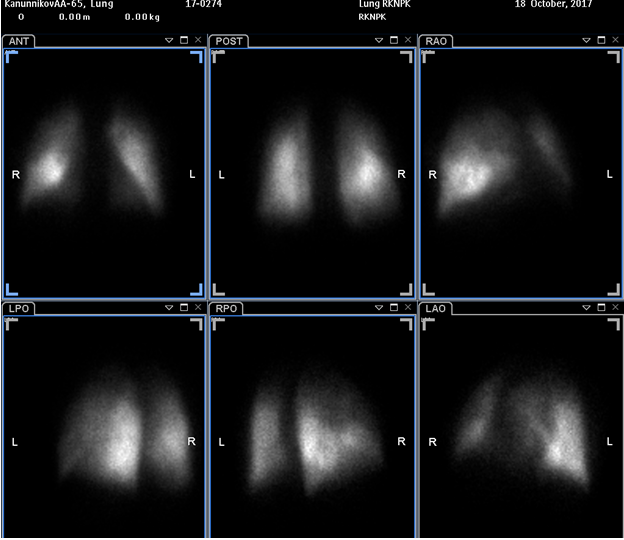 KanunnikovAA-65, Lung 17-0274 Lung RKNPK 18 October, 2017
0 0.00m 0.00kg RKNPK
ANT POST RAO
R L L R R L
LPO RPO LAO
L R L R R L